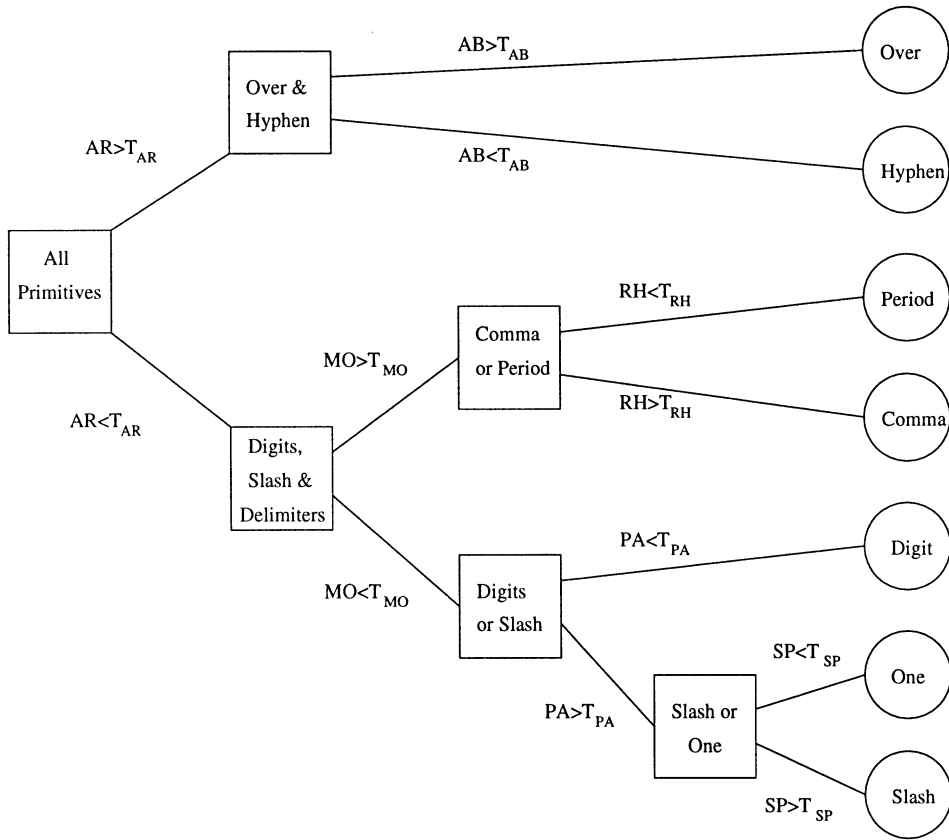 AB>T_AB
Over
Over &
Hyphen
AR>T_AR
AB<T_AB
Hyphen
All
Primitives
RH<T_RH
Period
MO>T_MO
Comma
or Period
RH>T_RH
Comma
AR<T_AR
Digits,
Slash &
Delimiters
PA<T_PA
Digit
MO<T_MO
Digits
or Slash
SP<T_SP
One
PA>T_PA
Slash or
One
SP>T_SP
Slash